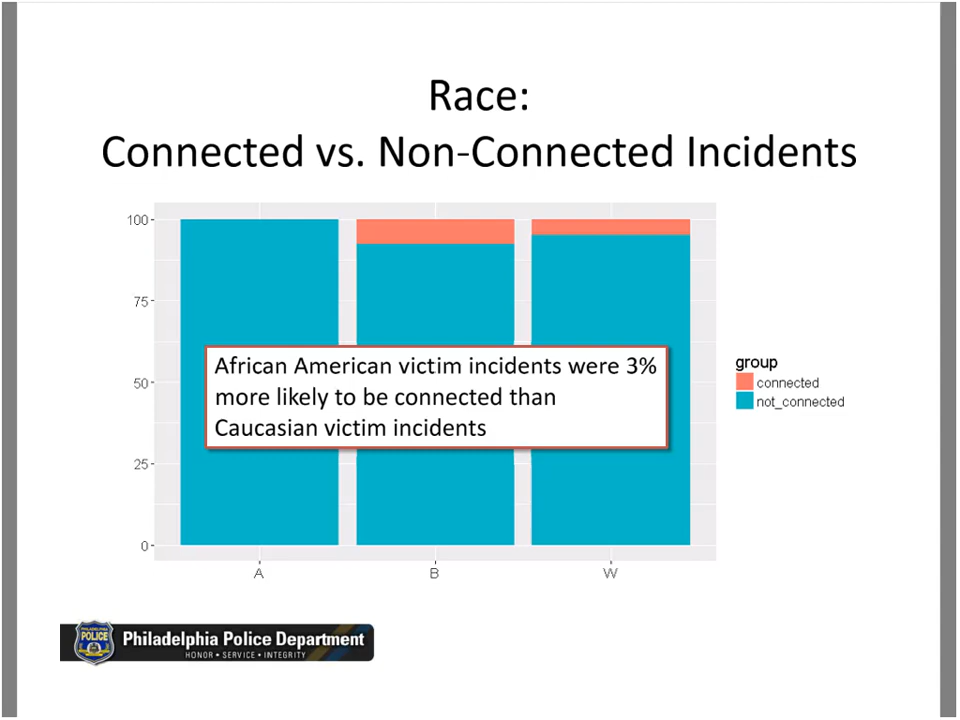 Race:
Connected vs. Non-Connected Incidents
100
75
50
25
0
African American victim incidents were 3%
more likely to be connected than
Caucasian victim incidents
A
B
W
group
connected
not_connected
POLICE
Philadelphia Police Department
HONOR • SERVICE • INTEGRITY